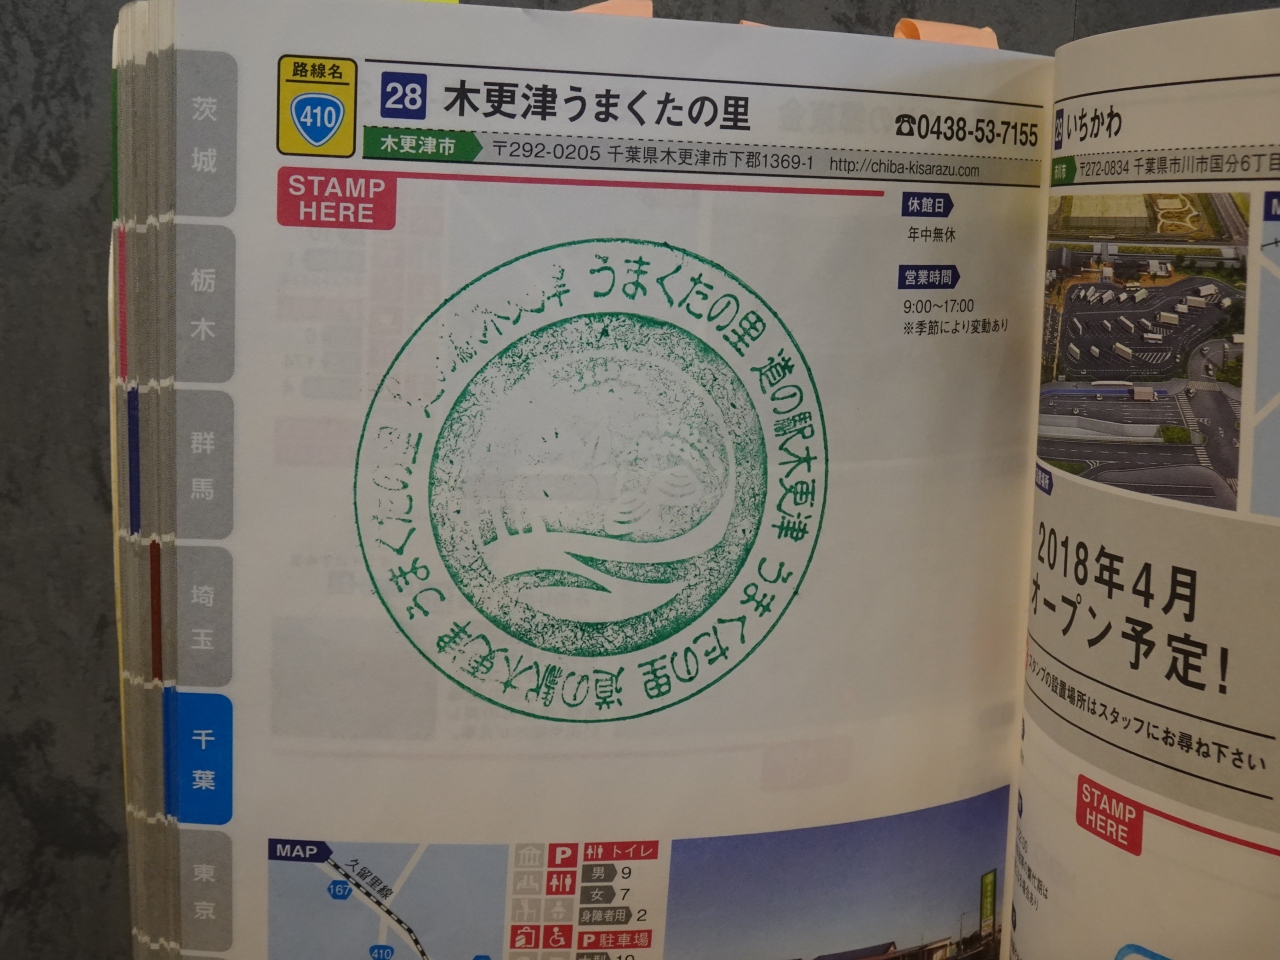 茨城
栃木
群馬
埼玉
千葉
東京
路線名
410
28 木更津うまくたの里
☎0438-53-7155
木更津市
〒292-0205 千葉県木更津市下郡1369-1 http://chiba-kisarazu.com
STAMP
HERE
休館日
年中無休
営業時間
9:00〜17:00
※季節により変動あり
うまくたの里 道の駅木更津 うまくたの里 道の駅木更津 うまくたの里
MAP
久留里線
167
410
P
トイレ
男 9
女 7
身障者用 2
P 駐車場
29 いちかわ
市川市
〒272-0834 千葉県市川市国分6丁目
2018年4月
オープン予定!
スタンプの設置場所はスタッフにお尋ね下さい
STAMP
HERE